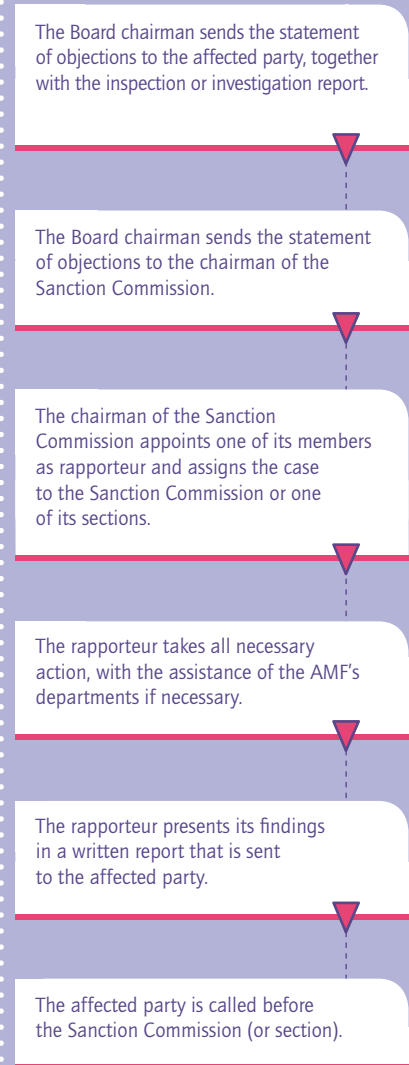 The Board chairman sends the statement
of objections to the affected party, together
with the inspection or investigation report.
The Board chairman sends the statement
of objections to the chairman of the
Sanction Commission.
The chairman of the Sanction
Commission appoints one of its members
as rapporteur and assigns the case
to the Sanction Commission or one
of its sections.
The rapporteur takes all necessary
action, with the assistance of the AMF’s
departments if necessary.
The rapporteur presents its findings
in a written report that is sent
to the affected party.
The affected party is called before
the Sanction Commission (or section).